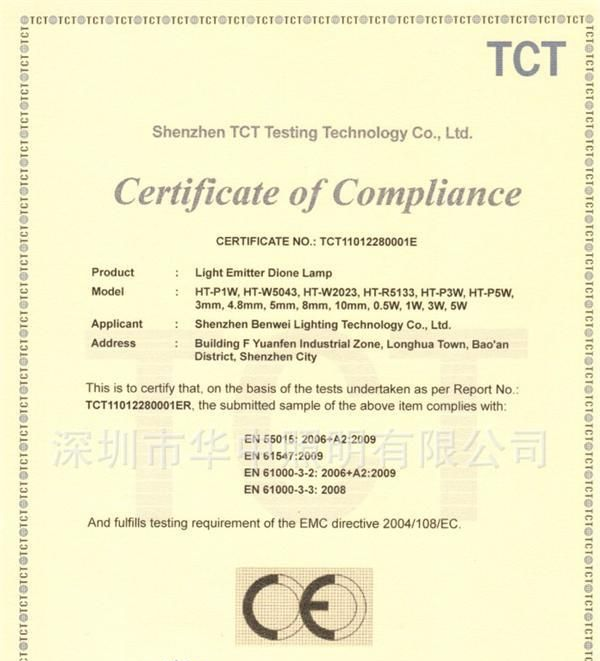 TCT
Shenzhen TCT Testing Technology Co., Ltd.
Certificate of Compliance
CERTIFICATE NO.: TCT11012280001E
Product : Light Emitter Dione Lamp
Model : HT-P1W, HT-W5043, HT-W2023, HT-R5133, HT-P3W, HT-P5W,
3mm, 4.8mm, 5mm, 8mm, 10mm, 0.5W, 1W, 3W, 5W
Applicant : Shenzhen Benwei Lighting Technology Co., Ltd.
Address : Building F Yuanfen Industrial Zone, Longhua Town, Bao'an
District, Shenzhen City
This is to certify that, on the basis of the tests undertaken as per Report No.:
TCT11012280001ER, the submitted sample of the above item complies with:
EN 55015: 2006+A2:2009
EN 61547:2009
深圳市华申照明有限公司
EN 61000-3-2: 2006+A2:2009
EN 61000-3-3: 2008
And fulfills testing requirement of the EMC directive 2004/108/EC.
CE